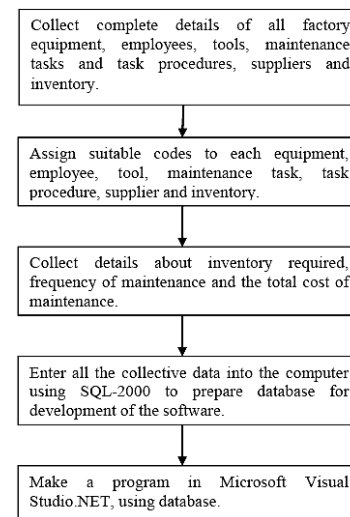 Collect complete details of all factory
equipment, employees, tools, maintenance
tasks and task procedures, suppliers and
inventory.
Assign suitable codes to each equipment,
employee, tool, maintenance task, task
procedure, supplier and inventory.
Collect details about inventory required,
frequency of maintenance and the total cost of
maintenance.
Enter all the collective data into the computer
using SQL-2000 to prepare database for
development of the software.
Make a program in Microsoft Visual
Studio.NET, using database.